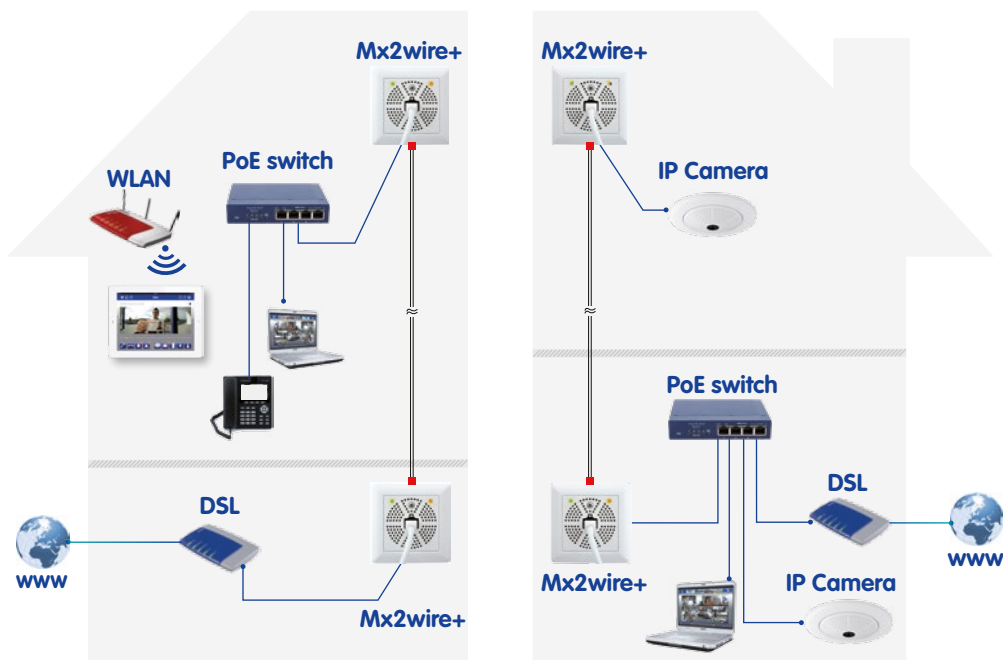 Mx2wire+
Mx2wire+
PoE switch
WLAN
IP Camera
PoE switch
DSL
www
Mx2wire+
DSL
www
Mx2wire+
IP Camera